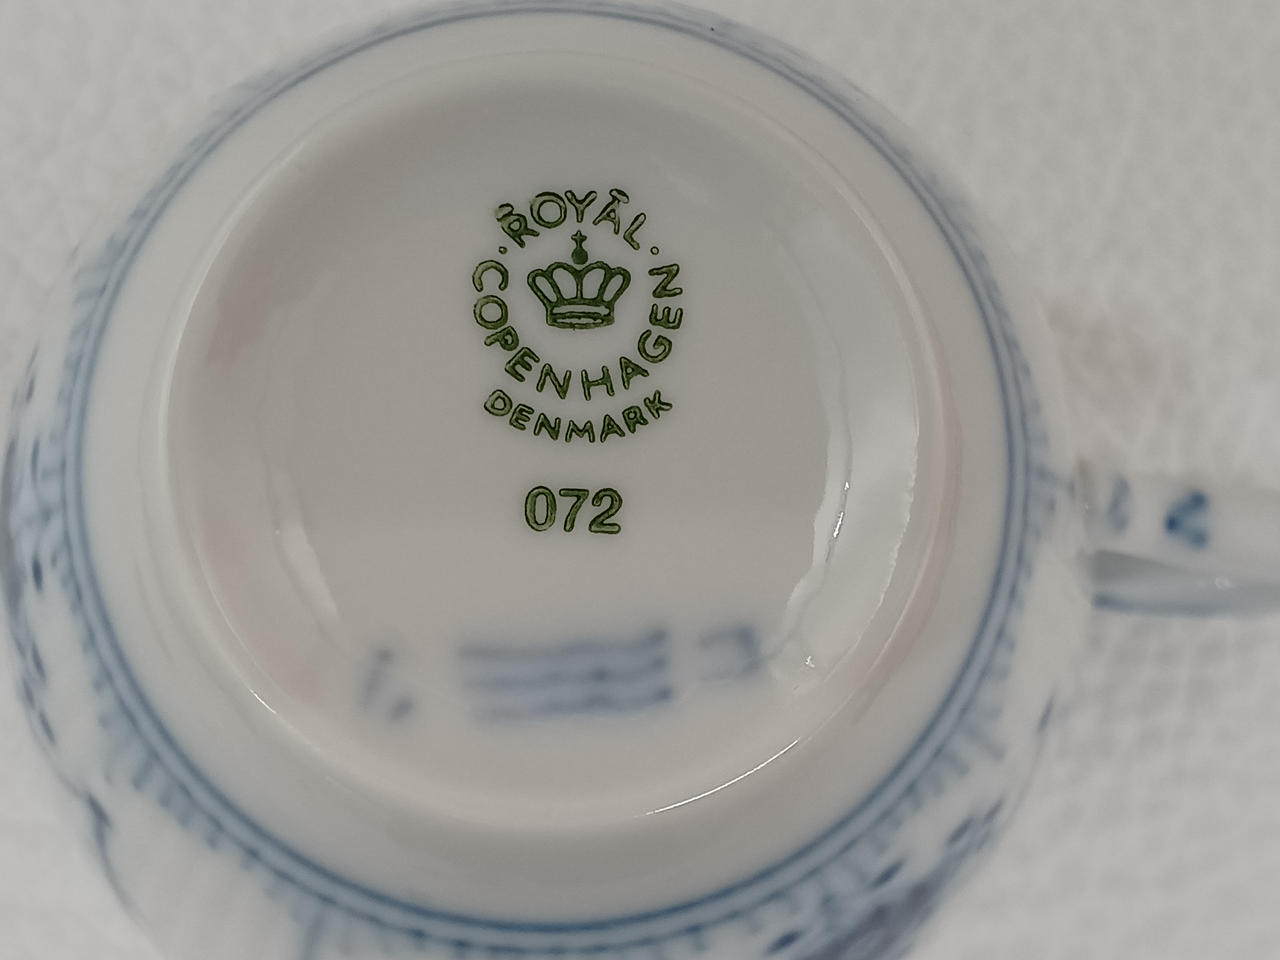 ROYAL
COPENHAGEN
DENMARK
072